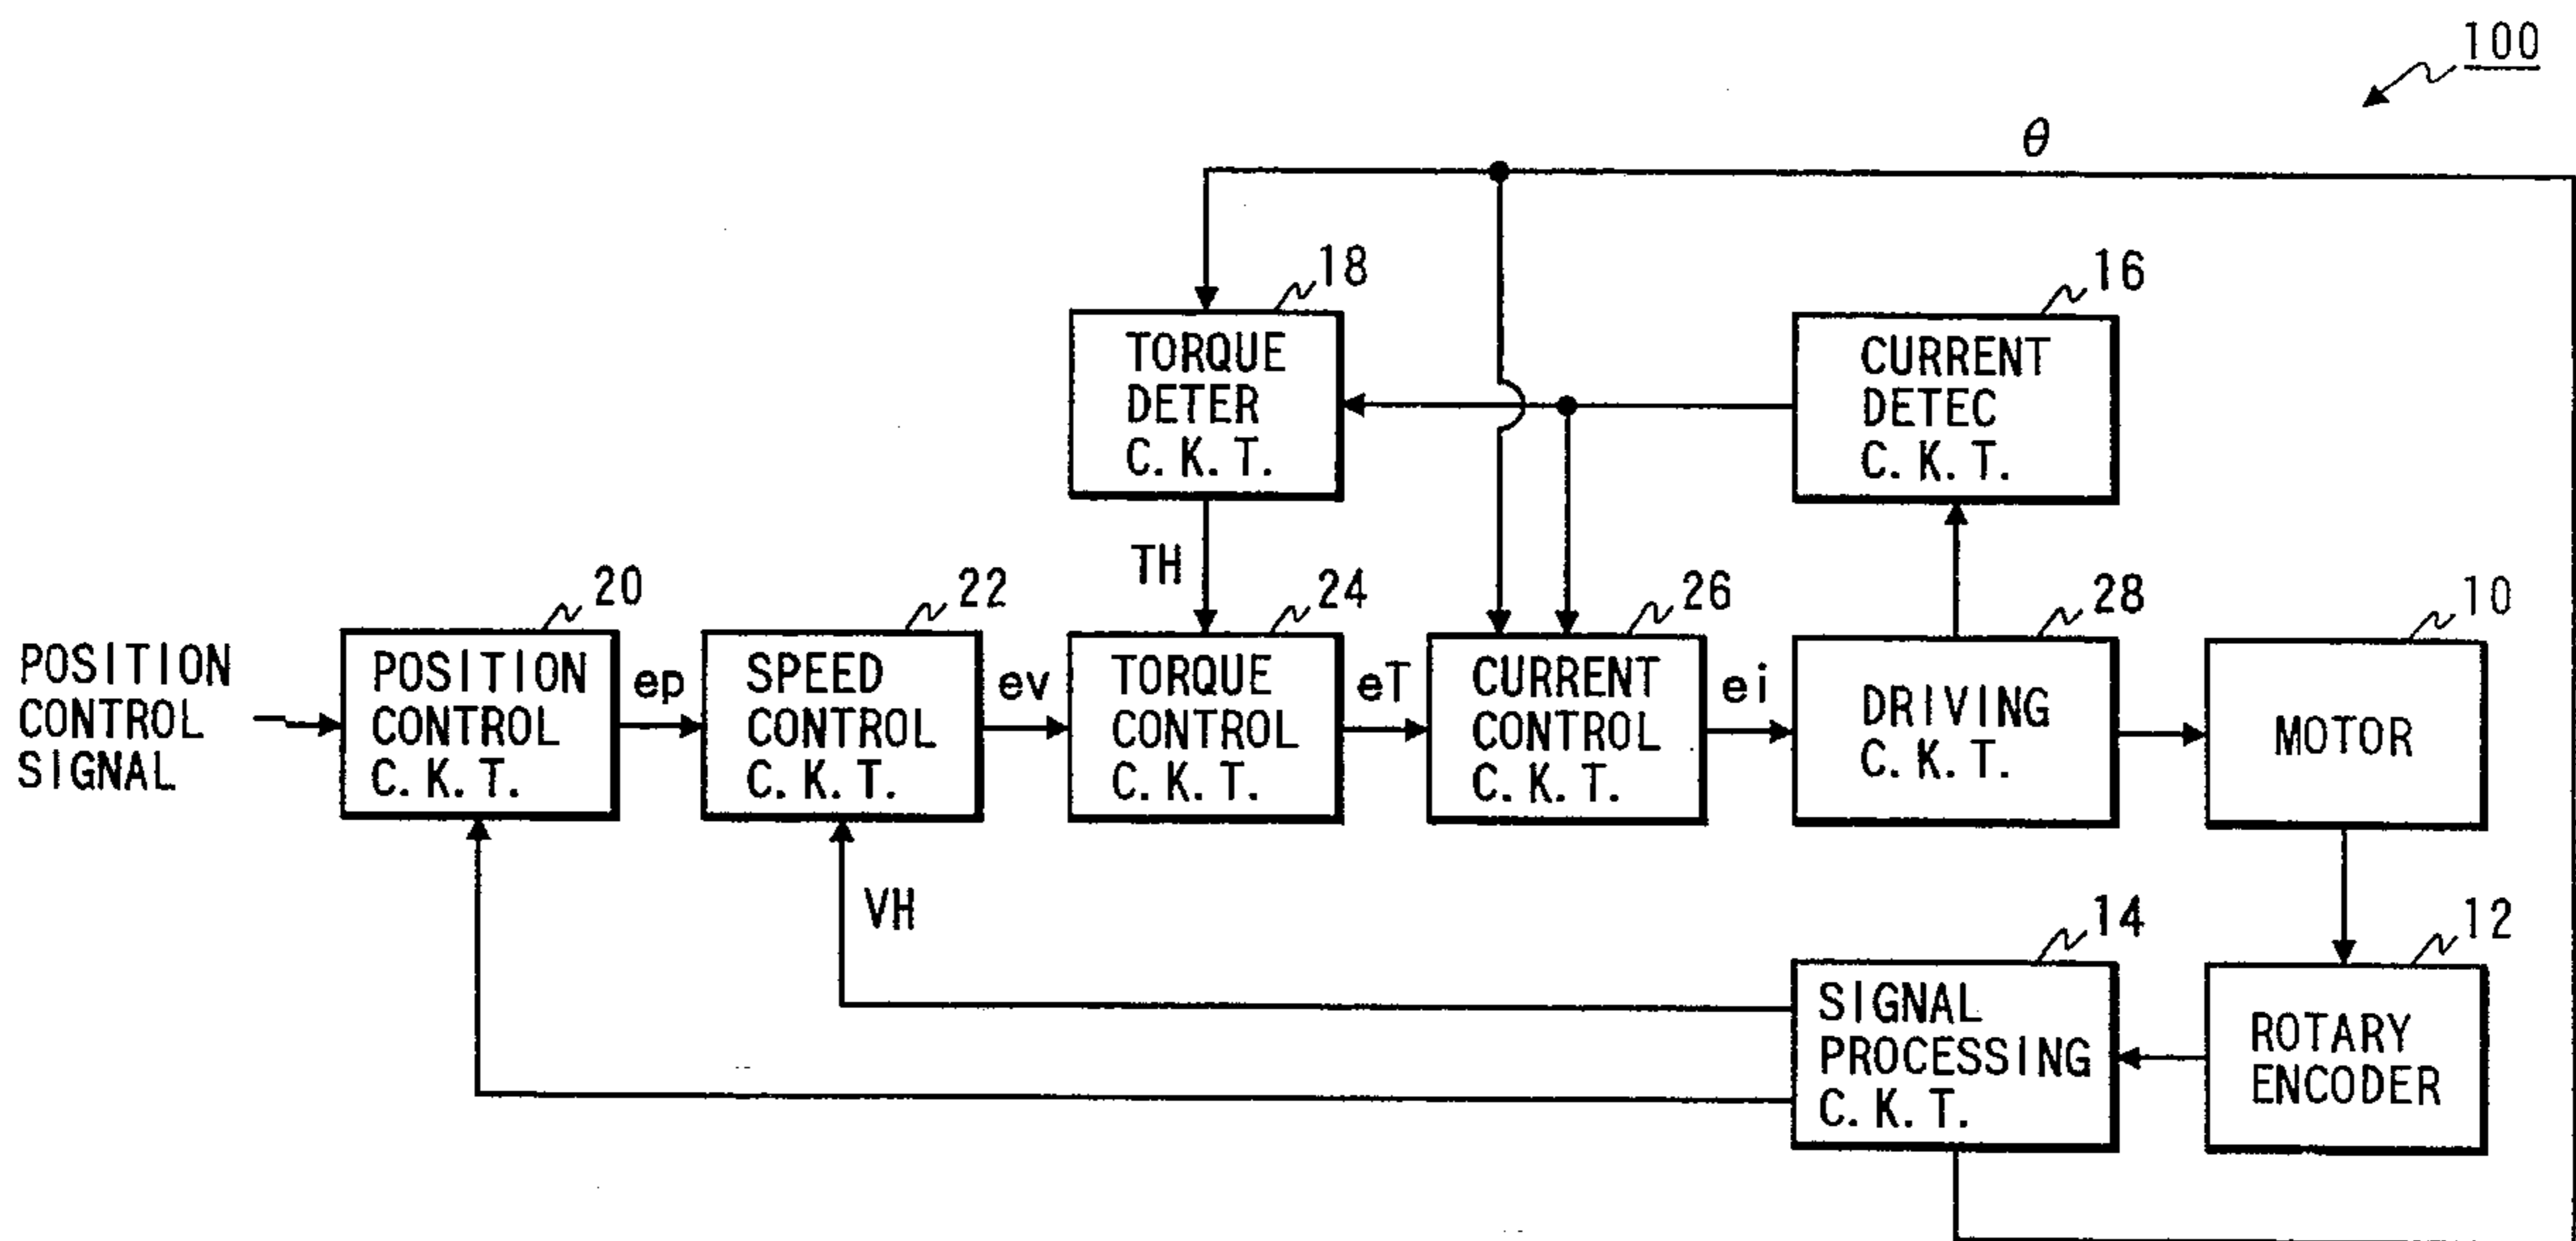 100
θ
18
16
TORQUE
DETER
C. K. T.
CURRENT
DETEC
C. K. T.
TH
20
22
24
26
28
10
POSITION
CONTROL
SIGNAL
POSITION
CONTROL
C. K. T.
ep
SPEED
CONTROL
C. K. T.
ev
TORQUE
CONTROL
C. K. T.
eT
CURRENT
CONTROL
C. K. T.
ei
DRIVING
C. K. T.
MOTOR
VH
14
12
SIGNAL
PROCESSING
C. K. T.
ROTARY
ENCODER